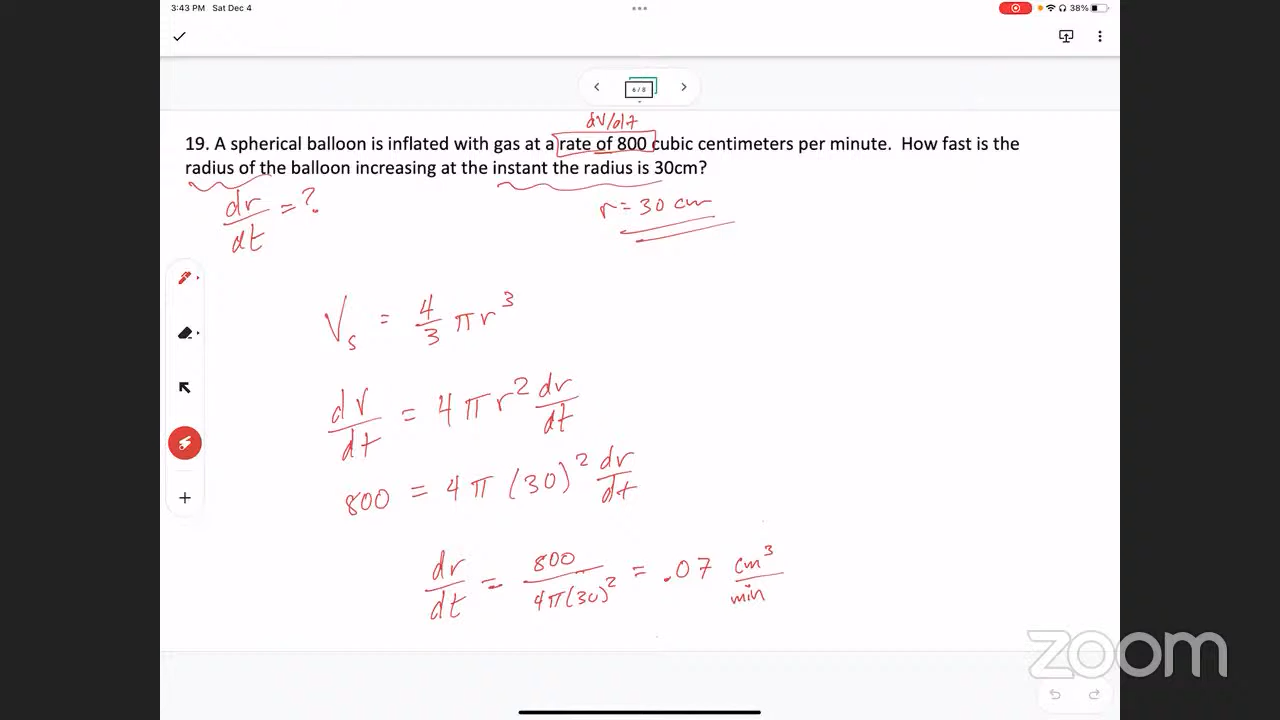 3:43 PM Sat Dec 4
38%
6 / 8
dV/dt
19. A spherical balloon is inflated with gas at a rate of 800 cubic centimeters per minute. How fast is the
radius of the balloon increasing at the instant the radius is 30cm?
dr/dt = ?
r = 30 cm
V_s = 4/3 πr^3
dV/dt = 4πr^2 dr/dt
800 = 4π (30)^2 dr/dt
dr/dt = 800/4π(30)^2 = .07 cm^3/min
zoom